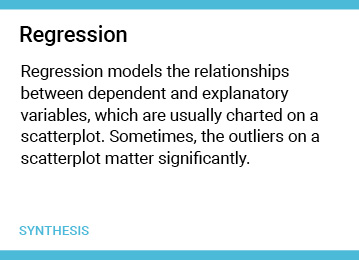 Regression
Regression models the relationships
between dependent and explanatory
variables, which are usually charted on a
scatterplot. Sometimes, the outliers on a
scatterplot matter significantly.
SYNTHESIS